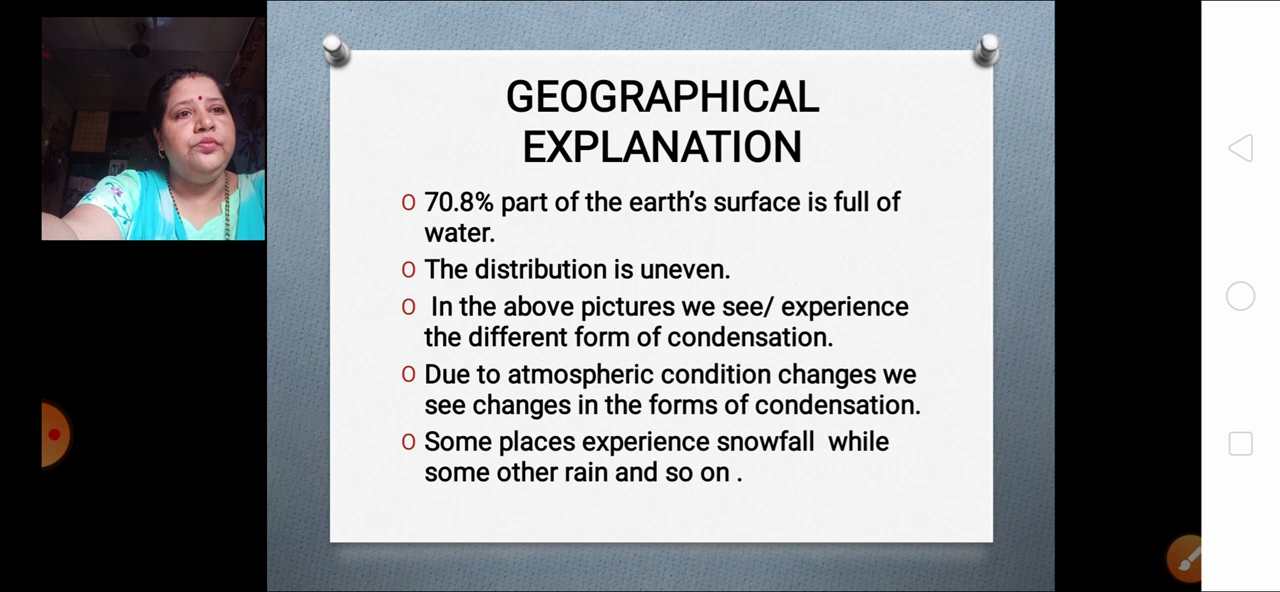 GEOGRAPHICAL
EXPLANATION
O 70.8% part of the earth's surface is full of
water.
O The distribution is uneven.
O In the above pictures we see/ experience
the different form of condensation.
O Due to atmospheric condition changes we
see changes in the forms of condensation.
O Some places experience snowfall  while
some other rain and so on .